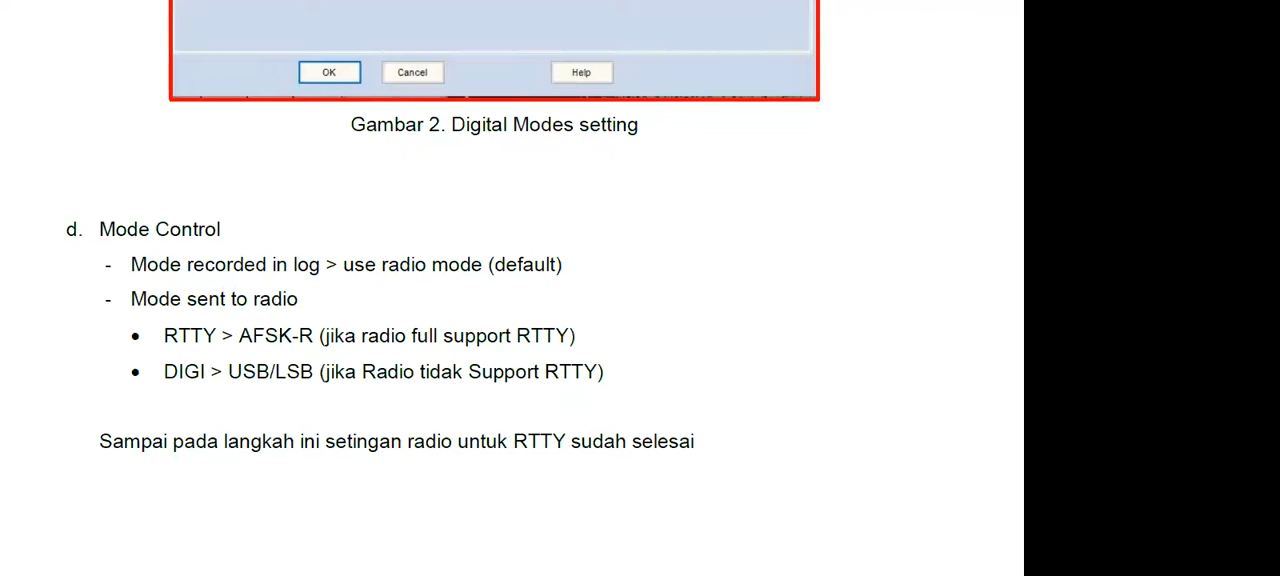 OK Cancel Help
Gambar 2. Digital Modes setting
d. Mode Control
- Mode recorded in log > use radio mode (default)
- Mode sent to radio
• RTTY > AFSK-R (jika radio full support RTTY)
• DIGI > USB/LSB (jika Radio tidak Support RTTY)
Sampai pada langkah ini setingan radio untuk RTTY sudah selesai